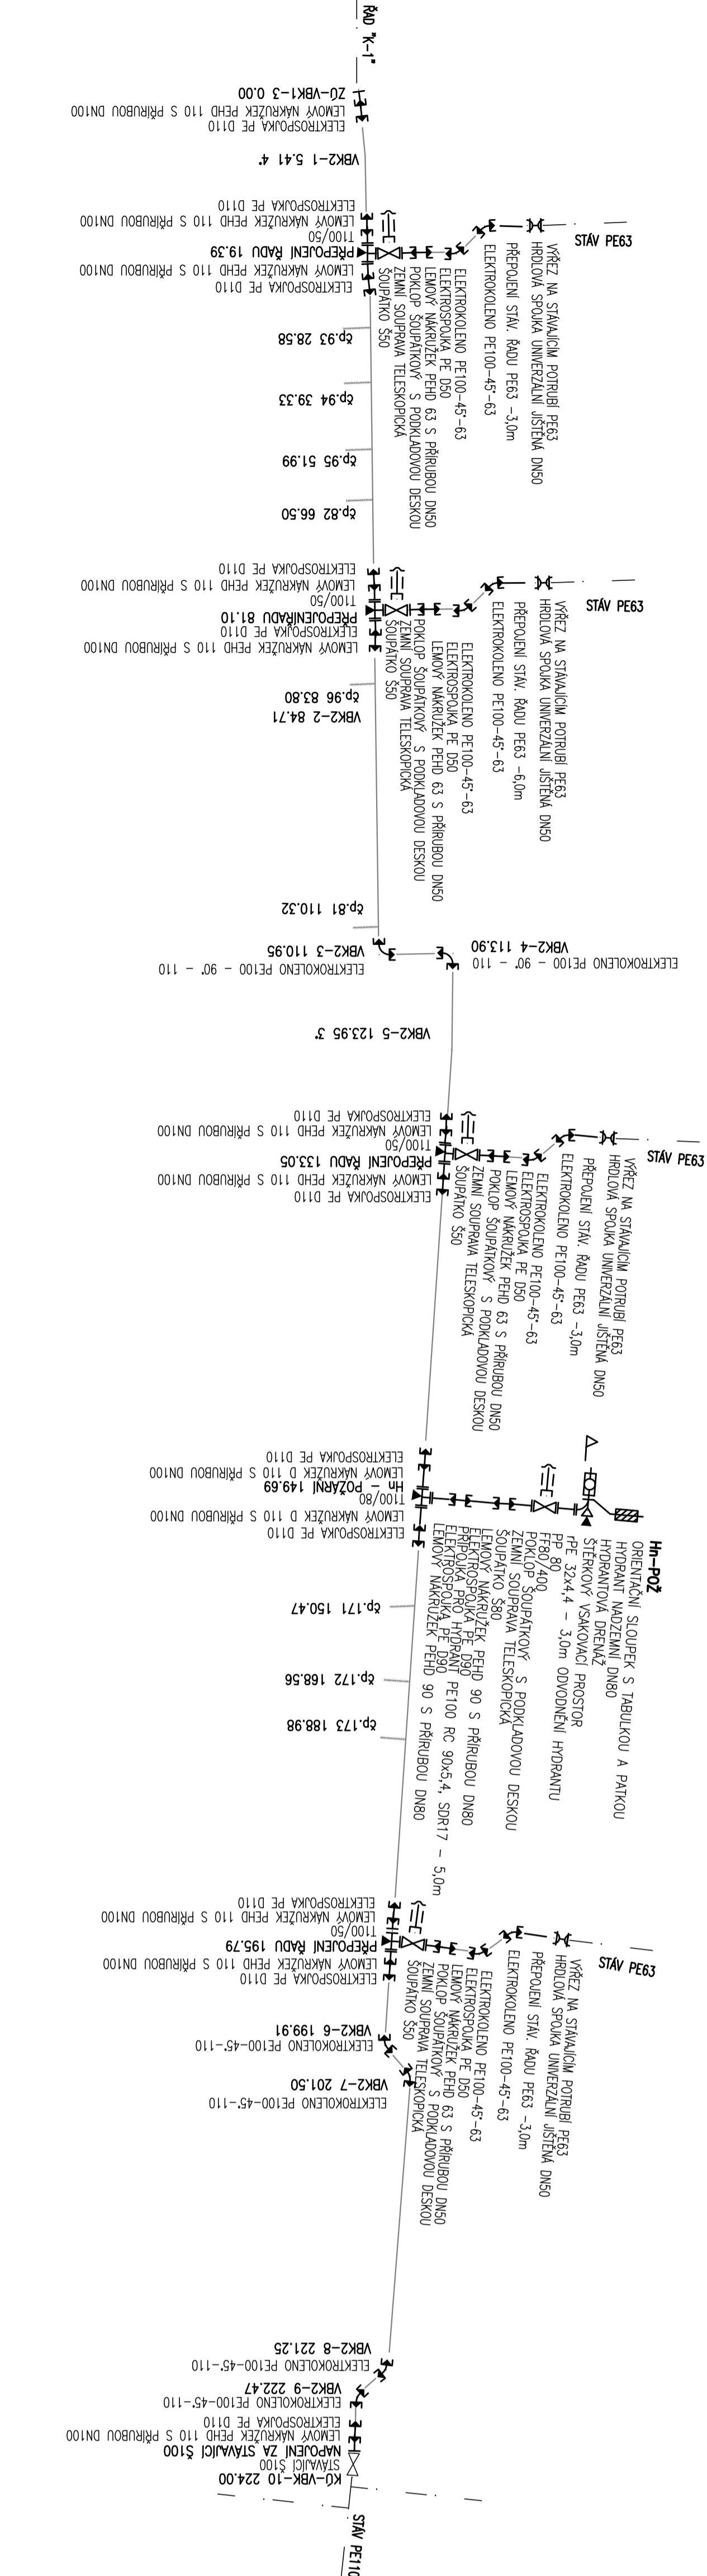 ŘAD "K-1"
ZÚ-VBK1-3 0.00
LEMOVÝ NÁKRUŽEK PEHD 110 S PŘÍRUBOU DN100
ELEKTROSPOJKA PE D110
VBK2-1 5.41 4°
ELEKTROSPOJKA PE D110
LEMOVÝ NÁKRUŽEK PEHD 110 S PŘÍRUBOU DN100
T100/50
PŘEPOJENÍ ŘADU 19.39
LEMOVÝ NÁKRUŽEK PEHD 110 S PŘÍRUBOU DN100
ELEKTROSPOJKA PE D110
STÁV PE63
VÝŘEZ NA STÁVAJÍCÍM POTRUBÍ PE63
HRDLOVÁ SPOJKA UNIVERZÁLNÍ JIŠTĚNÁ DN50
PŘEPOJENÍ STÁV. ŘADU PE63 -3,0m
ELEKTROKOLENO PE100-45°-63
ELEKTROKOLENO PE100-45°-63
ELEKTROSPOJKA PE D50
LEMOVÝ NÁKRUŽEK PEHD 63 S PŘÍRUBOU DN50
POKLOP ŠOUPÁTKOVÝ S PODKLADOVOU DESKOU
ZEMNÍ SOUPRAVA TELESKOPICKÁ
ŠOUPÁTKO Š50
čp.93 28.58
čp.94 39.33
čp.95 51.99
čp.82 66.50
ELEKTROSPOJKA PE D110
LEMOVÝ NÁKRUŽEK PEHD 110 S PŘÍRUBOU DN100
T100/50
PŘEPOJENÍŘADU 81.10
ELEKTROSPOJKA PE D110
LEMOVÝ NÁKRUŽEK PEHD 110 S PŘÍRUBOU DN100
STÁV PE63
VÝŘEZ NA STÁVAJÍCÍM POTRUBÍ PE63
HRDLOVÁ SPOJKA UNIVERZÁLNÍ JIŠTĚNÁ DN50
PŘEPOJENÍ STÁV. ŘADU PE63 -6,0m
ELEKTROKOLENO PE100-45°-63
ELEKTROKOLENO PE100-45°-63
ELEKTROSPOJKA PE D50
LEMOVÝ NÁKRUŽEK PEHD 63 S PŘÍRUBOU DN50
POKLOP ŠOUPÁTKOVÝ S PODKLADOVOU DESKOU
ZEMNÍ SOUPRAVA TELESKOPICKÁ
ŠOUPÁTKO Š50
čp.96 83.80
VBK2-2 84.71
čp.81 110.32
VBK2-3 110.95
ELEKTROKOLENO PE100 - 90° - 110
VBK2-4 113.90
ELEKTROKOLENO PE100 - 90° - 110
VBK2-5 123.95 3°
ELEKTROSPOJKA PE D110
LEMOVÝ NÁKRUŽEK PEHD 110 S PŘÍRUBOU DN100
T100/50
PŘEPOJENÍ ŘADU 133.05
LEMOVÝ NÁKRUŽEK PEHD 110 S PŘÍRUBOU DN100
ELEKTROSPOJKA PE D110
STÁV PE63
VÝŘEZ NA STÁVAJÍCÍM POTRUBÍ PE63
HRDLOVÁ SPOJKA UNIVERZÁLNÍ JIŠTĚNÁ DN50
PŘEPOJENÍ STÁV. ŘADU PE63 -3,0m
ELEKTROKOLENO PE100-45°-63
ELEKTROKOLENO PE100-45°-63
ELEKTROSPOJKA PE D50
LEMOVÝ NÁKRUŽEK PEHD 63 S PŘÍRUBOU DN50
POKLOP ŠOUPÁTKOVÝ S PODKLADOVOU DESKOU
ZEMNÍ SOUPRAVA TELESKOPICKÁ
ŠOUPÁTKO Š50
ELEKTROSPOJKA PE D110
LEMOVÝ NÁKRUŽEK D 110 S PŘÍRUBOU DN100
Hn - POŽÁRNÍ 149.69
T100/80
LEMOVÝ NÁKRUŽEK D 110 S PŘÍRUBOU DN100
ELEKTROSPOJKA PE D110
Hn-POŽ
ORIENTAČNÍ SLOUPEK S TABULKOU A PATKOU
HYDRANT NADZEMNÍ DN80
HYDRANTOVÁ DRENÁŽ
ŠTĚRKOVÝ VSAKOVACÍ PROSTOR
rPE 32x4,4 - 3,0m ODVODNĚNÍ HYDRANTU
PP 80
FF80/400
POKLOP ŠOUPÁTKOVÝ S PODKLADOVOU DESKOU
ZEMNÍ SOUPRAVA TELESKOPICKÁ
ŠOUPÁTKO Š80
LEMOVÝ NÁKRUŽEK PEHD 90 S PŘÍRUBOU DN80
ELEKTROSPOJKA PE D90
PŘÍPOJKA PRO HYDRANT PE100 RC 90x5,4, SDR17 - 5,0m
ELEKTROSPOJKA PE D90
LEMOVÝ NÁKRUŽEK PEHD 90 S PŘÍRUBOU DN80
čp.171 150.47
čp.172 168.56
čp.173 188.98
ELEKTROSPOJKA PE D110
LEMOVÝ NÁKRUŽEK PEHD 110 S PŘÍRUBOU DN100
T100/50
PŘEPOJENÍ ŘADU 195.79
LEMOVÝ NÁKRUŽEK PEHD 110 S PŘÍRUBOU DN100
ELEKTROSPOJKA PE D110
STÁV PE63
VÝŘEZ NA STÁVAJÍCÍM POTRUBÍ PE63
HRDLOVÁ SPOJKA UNIVERZÁLNÍ JIŠTĚNÁ DN50
PŘEPOJENÍ STÁV. ŘADU PE63 -3,0m
ELEKTROKOLENO PE100-45°-63
ELEKTROKOLENO PE100-45°-63
ELEKTROSPOJKA PE D50
LEMOVÝ NÁKRUŽEK PEHD 63 S PŘÍRUBOU DN50
POKLOP ŠOUPÁTKOVÝ S PODKLADOVOU DESKOU
ZEMNÍ SOUPRAVA TELESKOPICKÁ
ŠOUPÁTKO Š50
VBK2-6 199.91
ELEKTROKOLENO PE100-45°-110
VBK2-7 201.50
ELEKTROKOLENO PE100-45°-110
VBK2-8 221.25
ELEKTROKOLENO PE100-45°-110
VBK2-9 222.47
ELEKTROKOLENO PE100-45°-110
ELEKTROSPOJKA PE D110
LEMOVÝ NÁKRUŽEK PEHD 110 S PŘÍRUBOU DN100
NAPOJENÍ ZA STÁVAJÍCÍ Š100
STÁVAJÍCÍ Š100
KÚ-VBK-10 224.00
STÁV PE110